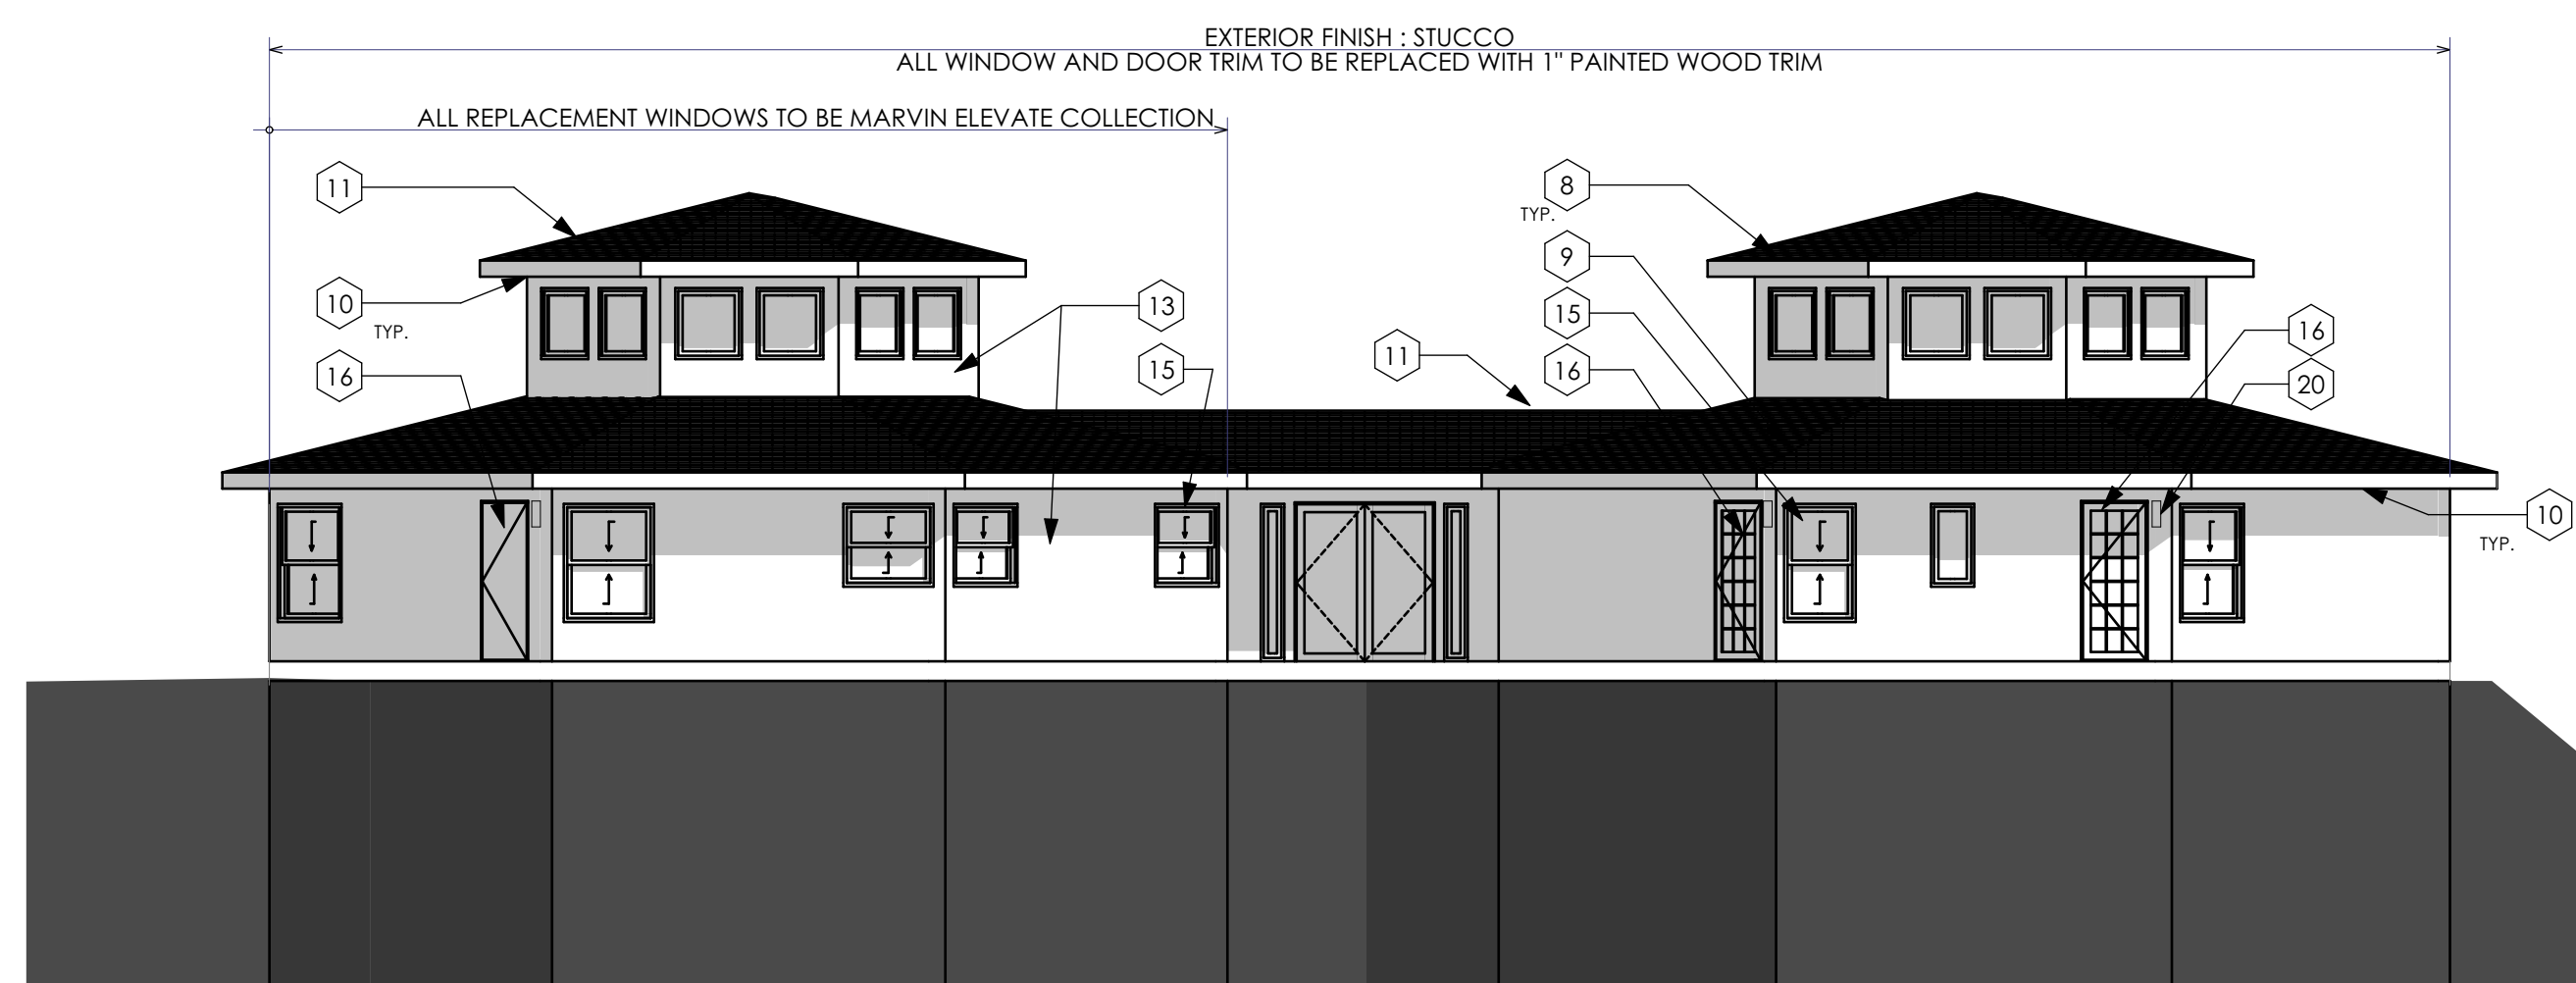 EXTERIOR FINISH : STUCCO
ALL WINDOW AND DOOR TRIM TO BE REPLACED WITH 1" PAINTED WOOD TRIM
ALL REPLACEMENT WINDOWS TO BE MARVIN ELEVATE COLLECTION
11
8
TYP.
9
10
TYP.
13
15
16
11
15
16
16
20
10
TYP.